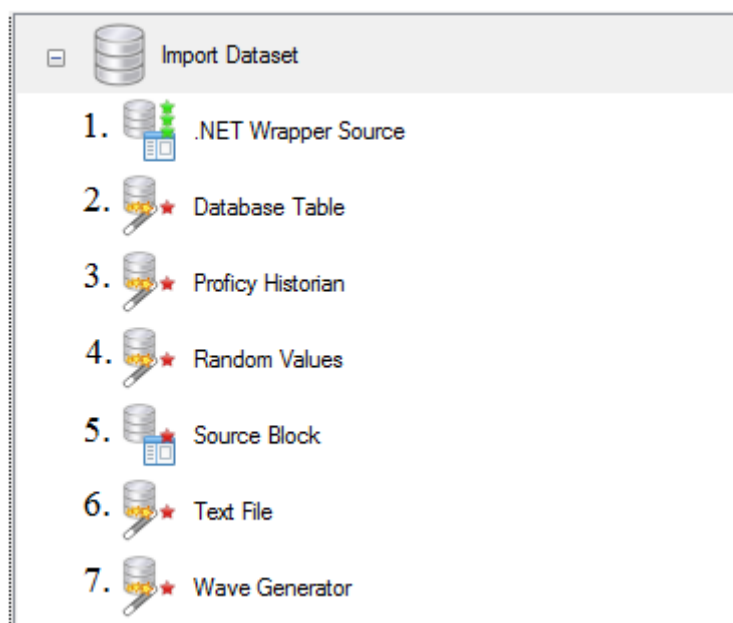 Import Dataset
1. .NET Wrapper Source
2. Database Table
3. Proficy Historian
4. Random Values
5. Source Block
6. Text File
7. Wave Generator